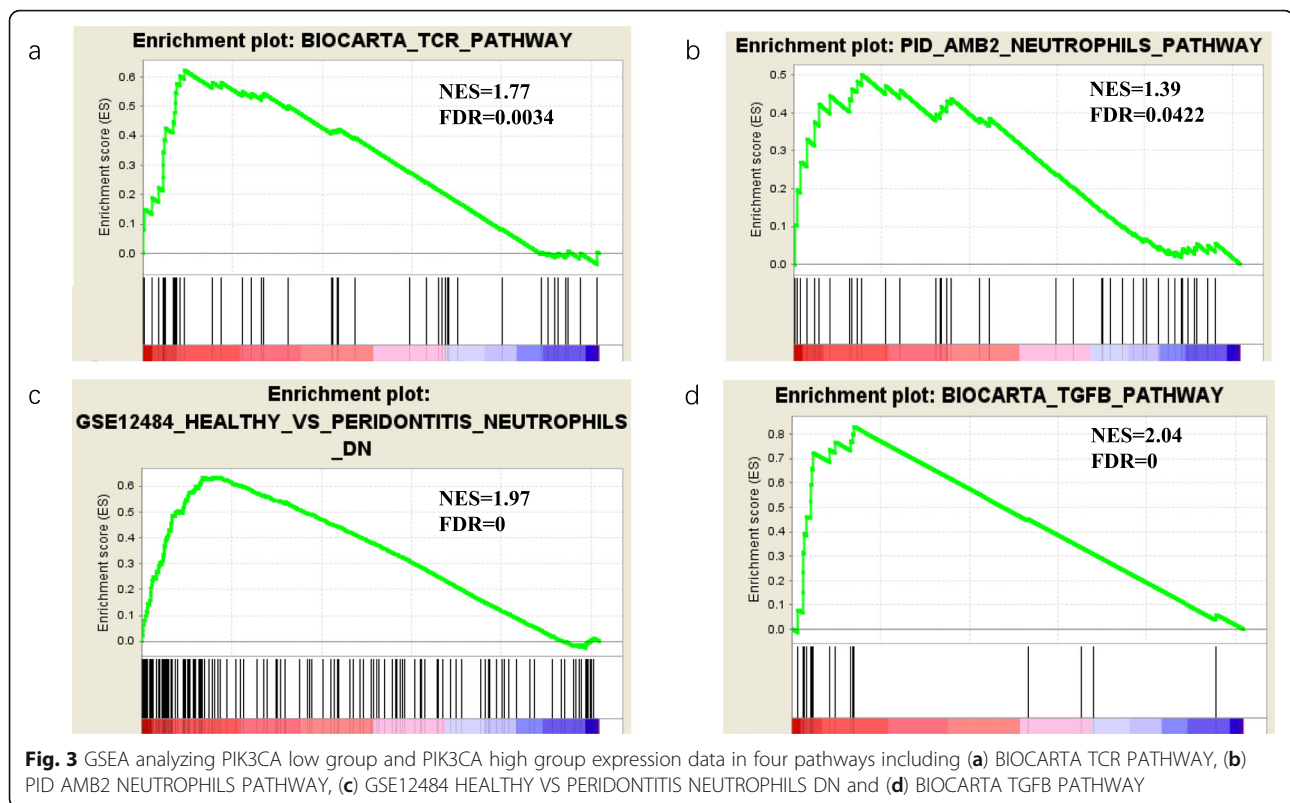 a
Enrichment plot: BIOCARTA_TCR_PATHWAY
Enrichment score (ES)
0.6
0.5
0.4
0.3
0.2
0.1
0.0
NES=1.77
FDR=0.0034
b
Enrichment plot: PID_AMB2_NEUTROPHILS_PATHWAY
Enrichment score (ES)
0.5
0.4
0.3
0.2
0.1
0.0
NES=1.39
FDR=0.0422
c
Enrichment plot:
GSE12484_HEALTHY_VS_PERIDONTITIS_NEUTROPHILS
_DN
Enrichment score (ES)
0.6
0.5
0.4
0.3
0.2
0.1
0.0
NES=1.97
FDR=0
d
Enrichment plot: BIOCARTA_TGFB_PATHWAY
Enrichment score (ES)
0.8
0.7
0.6
0.5
0.4
0.3
0.2
0.1
0.0
NES=2.04
FDR=0
Fig. 3 GSEA analyzing PIK3CA low group and PIK3CA high group expression data in four pathways including (a) BIOCARTA TCR PATHWAY, (b)
PID AMB2 NEUTROPHILS PATHWAY, (c) GSE12484 HEALTHY VS PERIDONTITIS NEUTROPHILS DN and (d) BIOCARTA TGFB PATHWAY